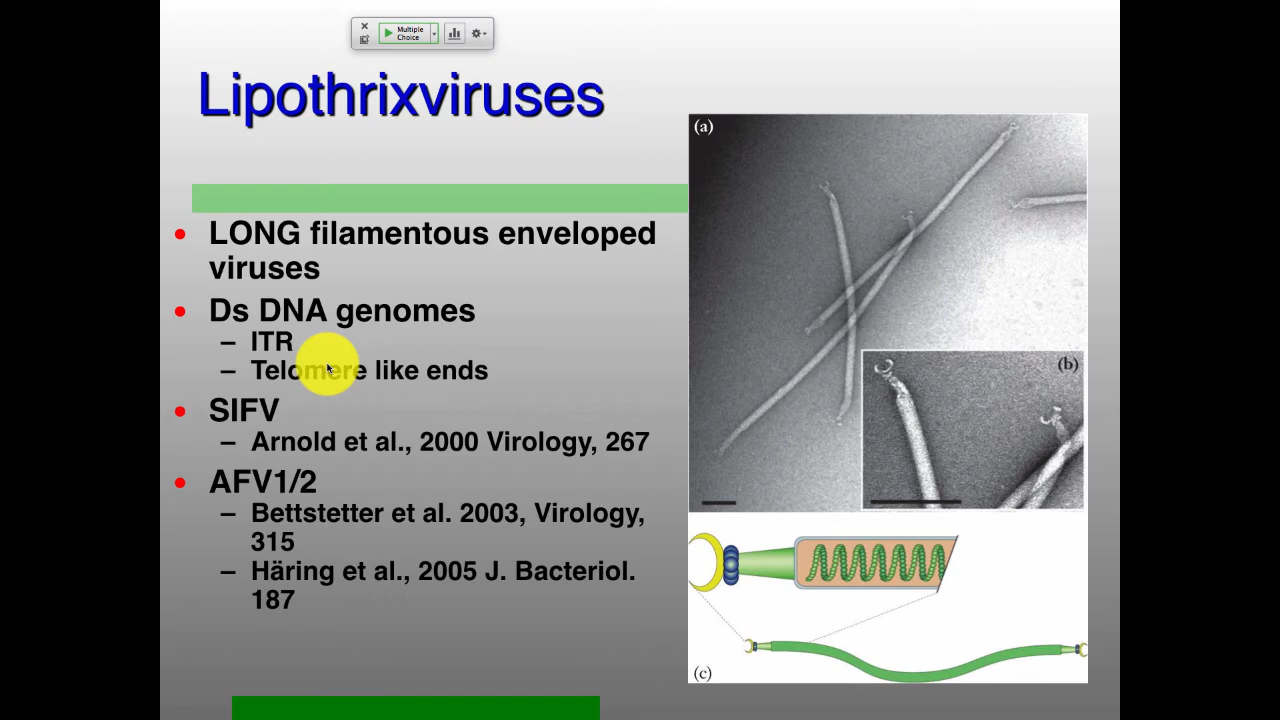 Multiple
Choice
Lipothrixviruses
• LONG filamentous enveloped
viruses
• Ds DNA genomes
– ITR
– Telomere like ends
• SIFV
– Arnold et al., 2000 Virology, 267
• AFV1/2
– Bettstetter et al. 2003, Virology,
315
– Häring et al., 2005 J. Bacteriol.
187
(a)
(b)
(c)